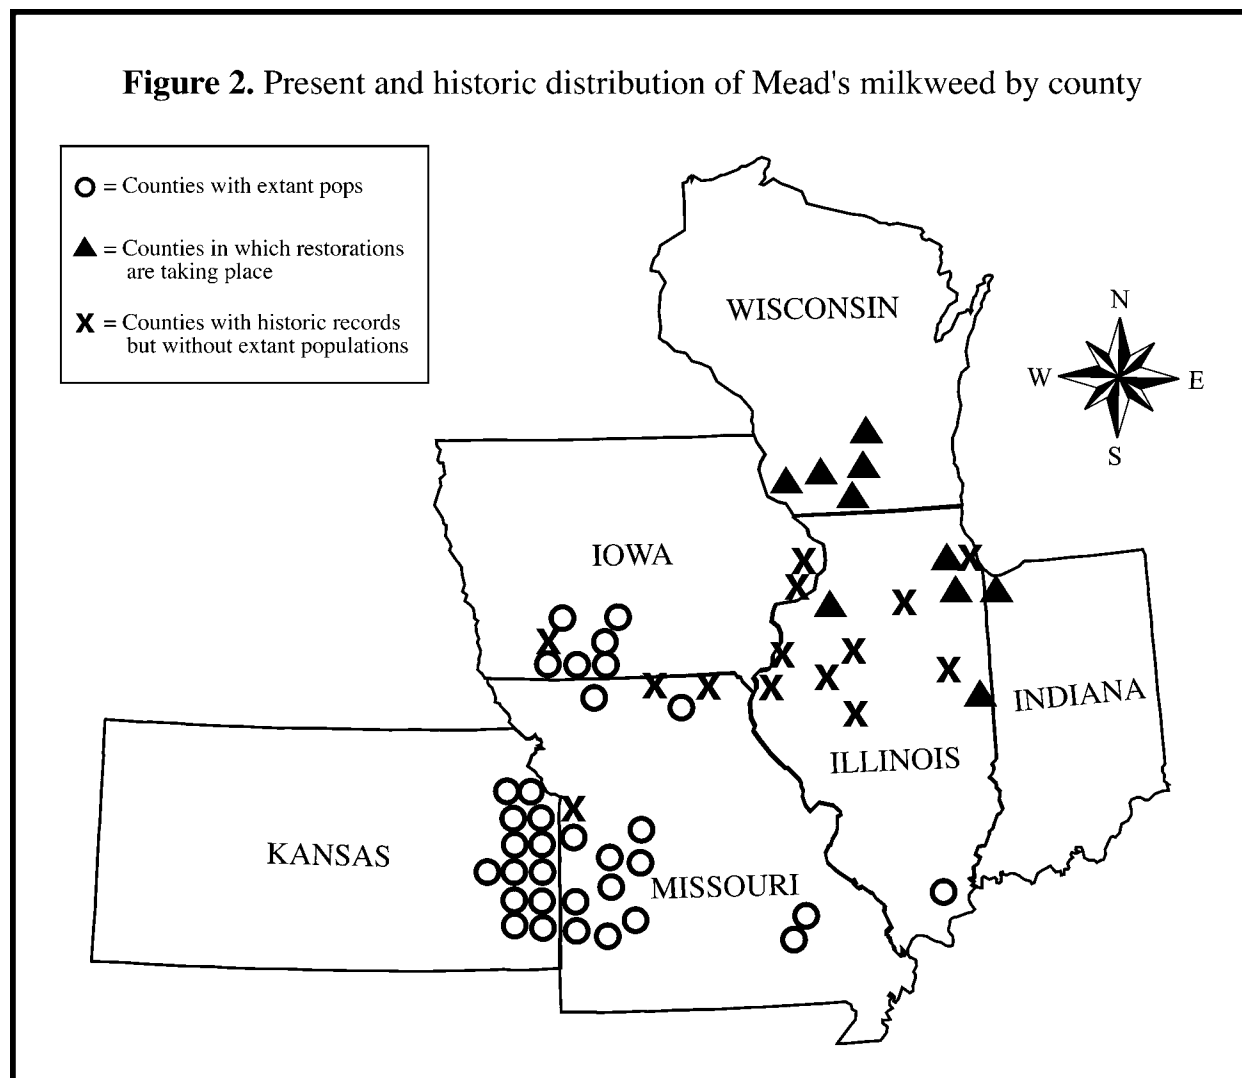 Figure 2. Present and historic distribution of Mead's milkweed by county
= Counties with extant pops
= Counties in which restorations
are taking place
X = Counties with historic records
but without extant populations
WISCONSIN
N
W
E
S
IOWA
INDIANA
ILLINOIS
KANSAS
MISSOURI